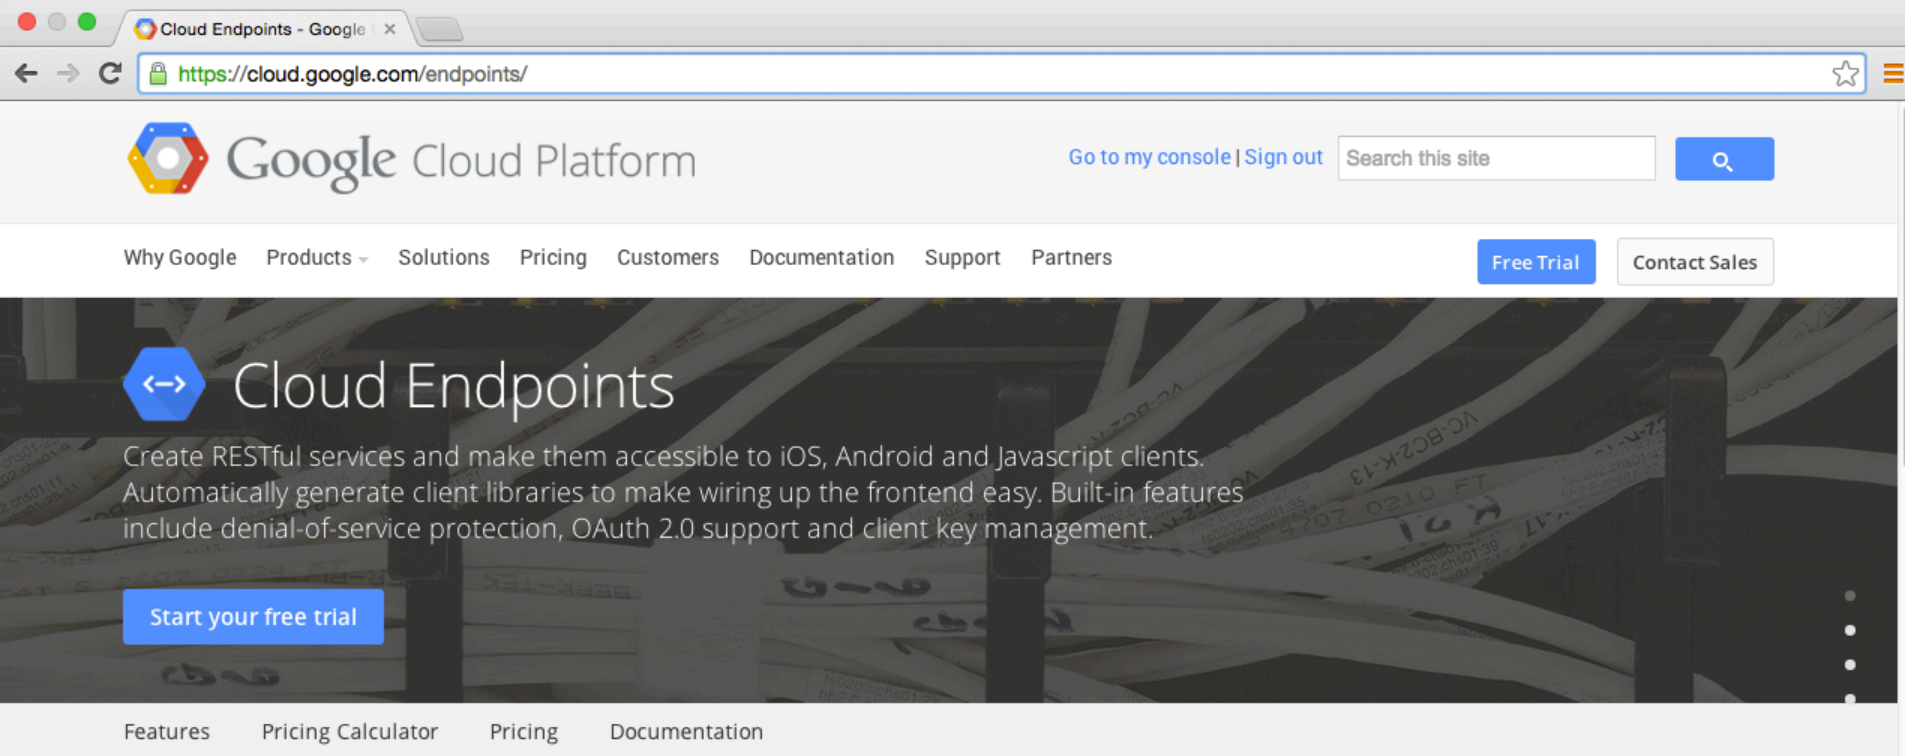 Cloud Endpoints - Google
https://cloud.google.com/endpoints/
Google Cloud Platform
Go to my console | Sign out
Search this site
Why Google Products Solutions Pricing Customers Documentation Support Partners
Free Trial Contact Sales
Cloud Endpoints
Create RESTful services and make them accessible to iOS, Android and Javascript clients.
Automatically generate client libraries to make wiring up the frontend easy. Built-in features
include denial-of-service protection, OAuth 2.0 support and client key management.
Start your free trial
Features Pricing Calculator Pricing Documentation